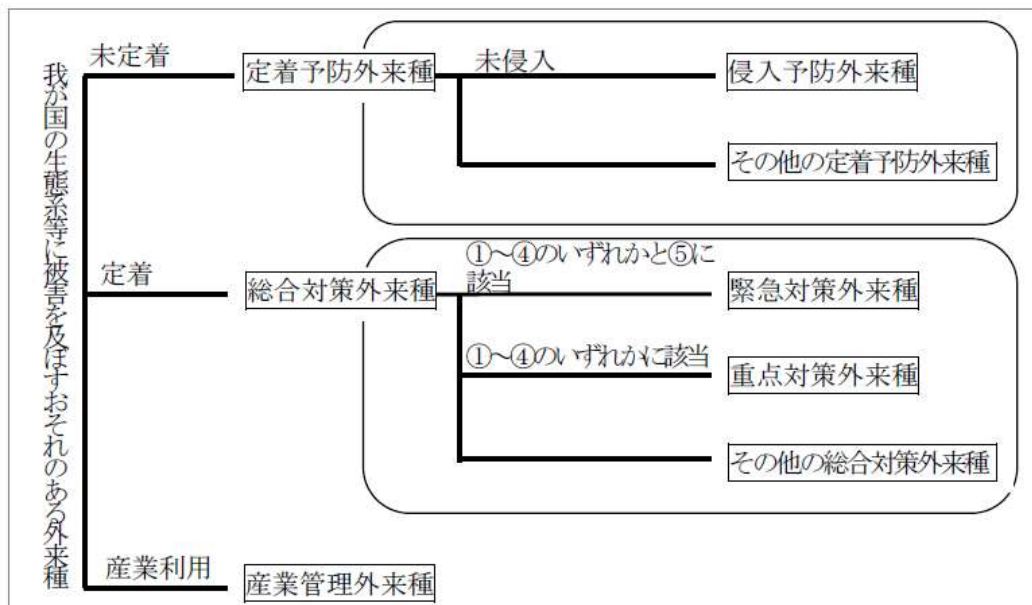 我が国の生態系等に被害を及ぼすおそれのある外来種
未定着
定着予防外来種
未侵入
侵入予防外来種
その他の定着予防外来種
定着
総合対策外来種
①~④のいずれかと⑤に
該当
緊急対策外来種
①~④のいずれかに該当
重点対策外来種
その他の総合対策外来種
産業利用
産業管理外来種